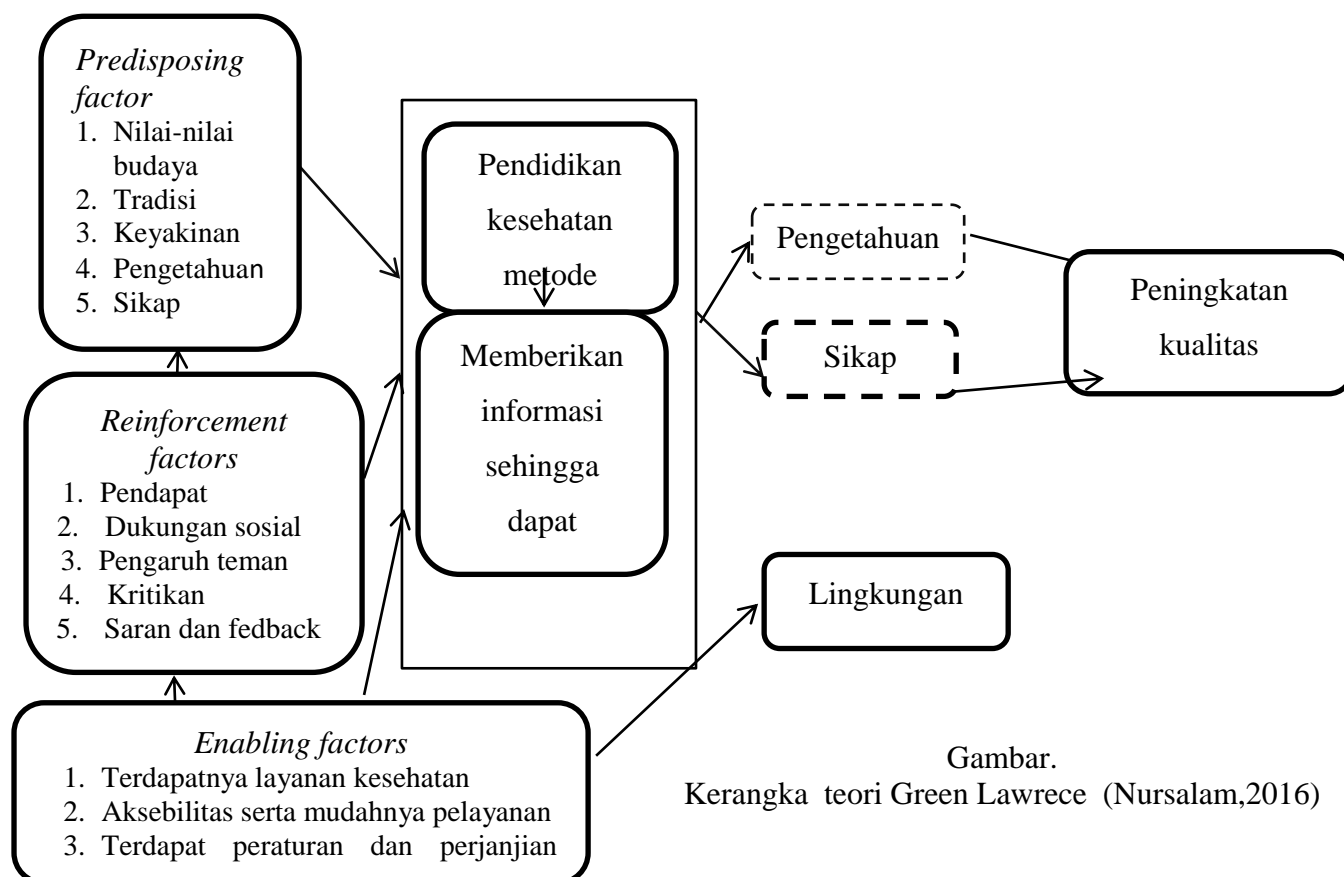 Predisposing
factor
1. Nilai-nilai
budaya
2. Tradisi
3. Keyakinan
4. Pengetahuan
5. Sikap
Reinforcement
factors
1. Pendapat
2. Dukungan sosial
3. Pengaruh teman
4. Kritikan
5. Saran dan fedback
Enabling factors
1. Terdapatnya layanan kesehatan
2. Aksebilitas serta mudahnya pelayanan
3. Terdapat peraturan dan perjanjian
Pendidikan
kesehatan
metode
Memberikan
informasi
sehingga
dapat
Pengetahuan
Sikap
Lingkungan
Peningkatan
kualitas
Gambar.
Kerangka teori Green Lawrece (Nursalam,2016)